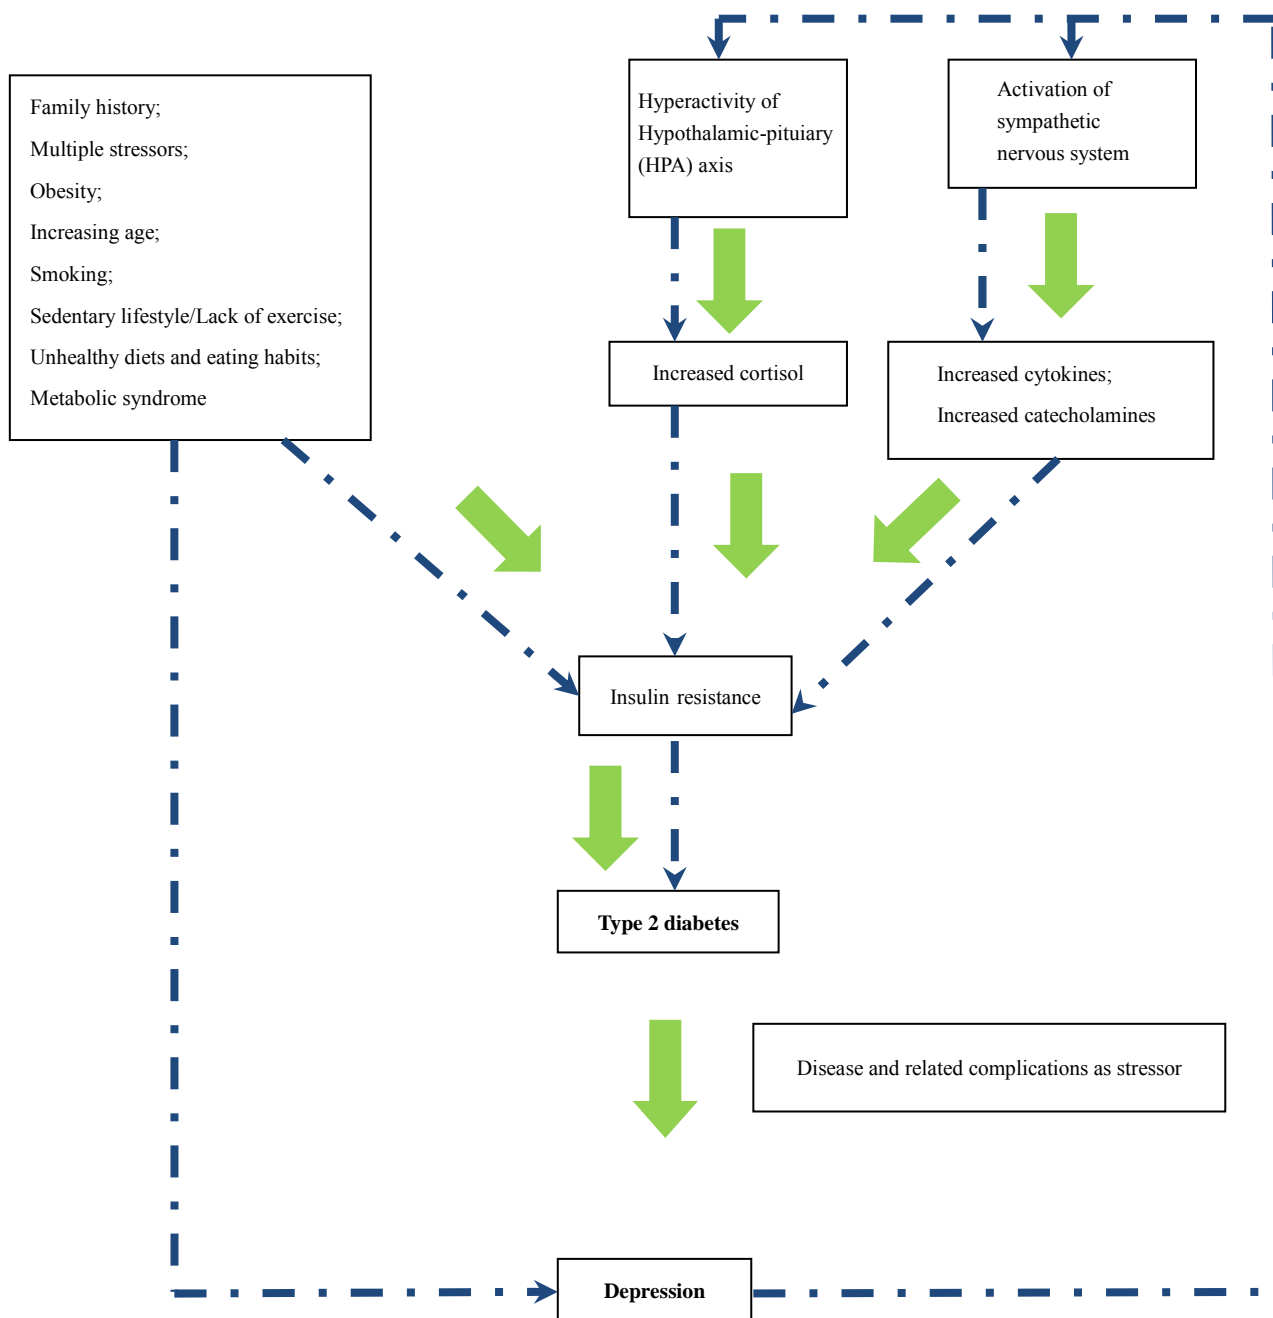 Family history;
Multiple stressors;
Obesity;
Increasing age;
Smoking;
Sedentary lifestyle/Lack of exercise;
Unhealthy diets and eating habits;
Metabolic syndrome
Hyperactivity of
Hypothalamic-pituiary
(HPA) axis
Activation of
sympathetic
nervous system
Increased cortisol
Increased cytokines;
Increased catecholamines
Insulin resistance
Type 2 diabetes
Disease and related complications as stressor
Depression